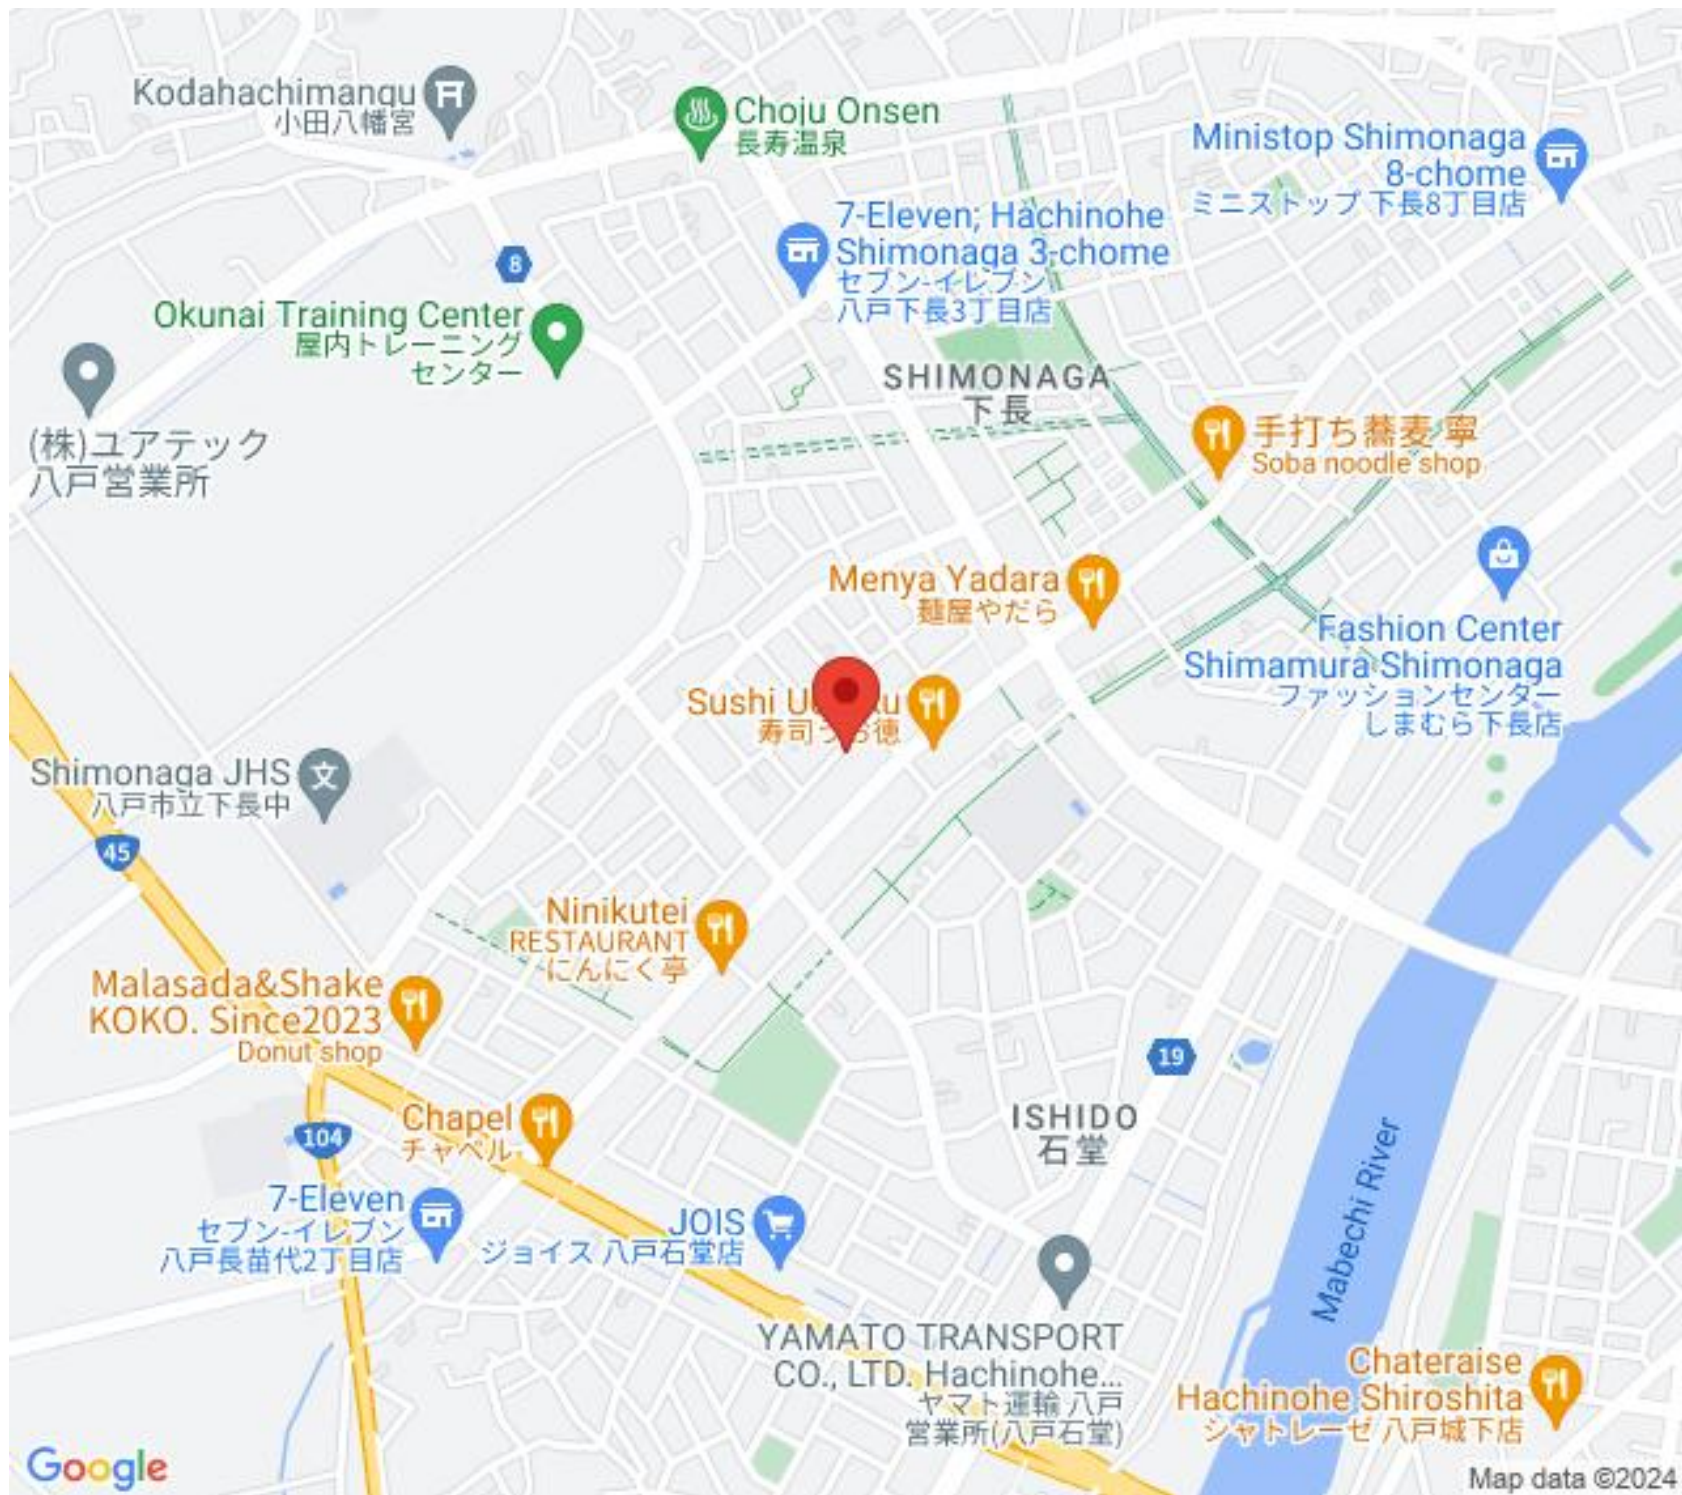 Kodahachimangu
小田八幡宮
Choju Onsen
長寿温泉
Ministop Shimonaga
8-chome
ミニストップ 下長8丁目店
7-Eleven; Hachinohe
Shimonaga 3-chome
セブン-イレブン
八戸下長3丁目店
8
Okunai Training Center
屋内トレーニング
センター
SHIMONAGA
下長
(株)ユアテック
八戸営業所
手打ち蕎麦 寧
Soba noodle shop
Menya Yadara
麺屋やだら
Fashion Center
Shimamura Shimonaga
ファッションセンター
しまむら下長店
Sushi
寿司うお徳
Shimonaga JHS
八戸市立下長中
文
45
Ninikutei
RESTAURANT
にんにく亭
Malasada&Shake
KOKO. Since2023
Donut shop
19
Chapel
チャペル
104
ISHIDO
石堂
Mabechi River
7-Eleven
セブン-イレブン
八戸長苗代2丁目店
JOIS
ジョイス 八戸石堂店
YAMATO TRANSPORT
CO., LTD. Hachinohe...
ヤマト運輸 八戸
営業所(八戸石堂)
Chateraise
Hachinohe Shiroshita
シャトレーゼ 八戸城下店
Google
Map data ©2024